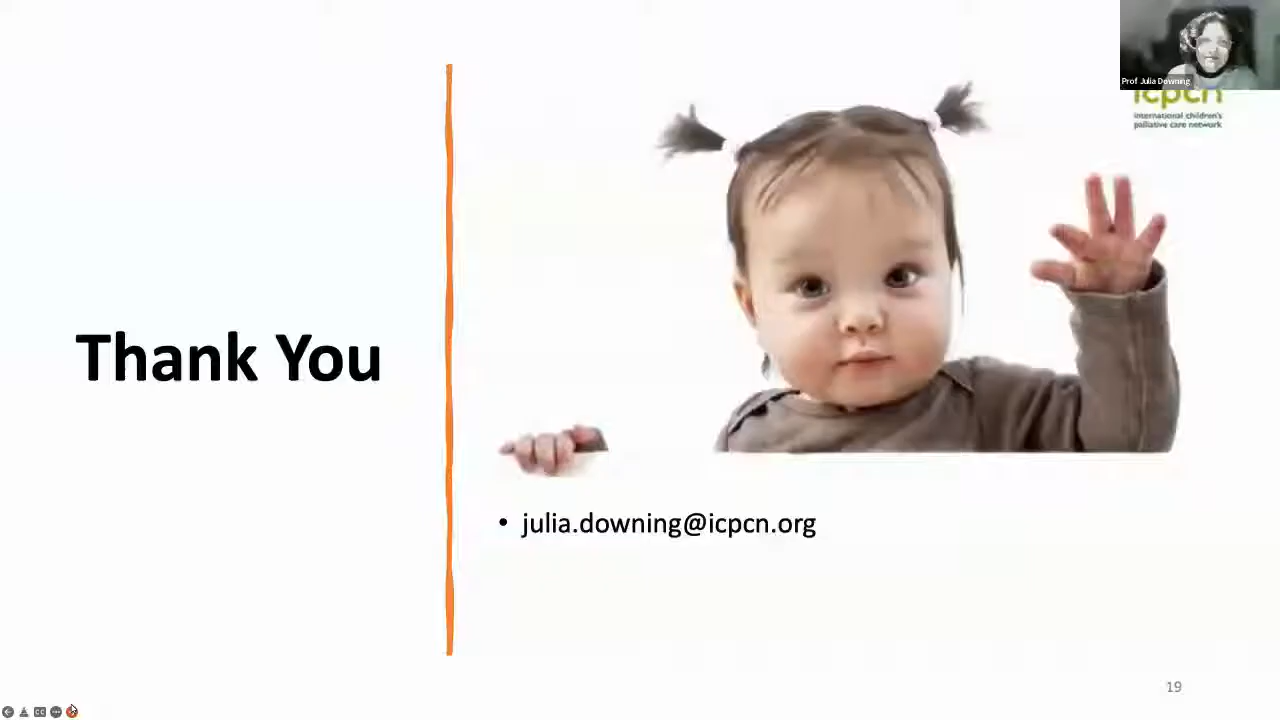 Prof Julia Downing
icpcn
international children's
palliative care network
Thank You
• julia.downing@icpcn.org
19